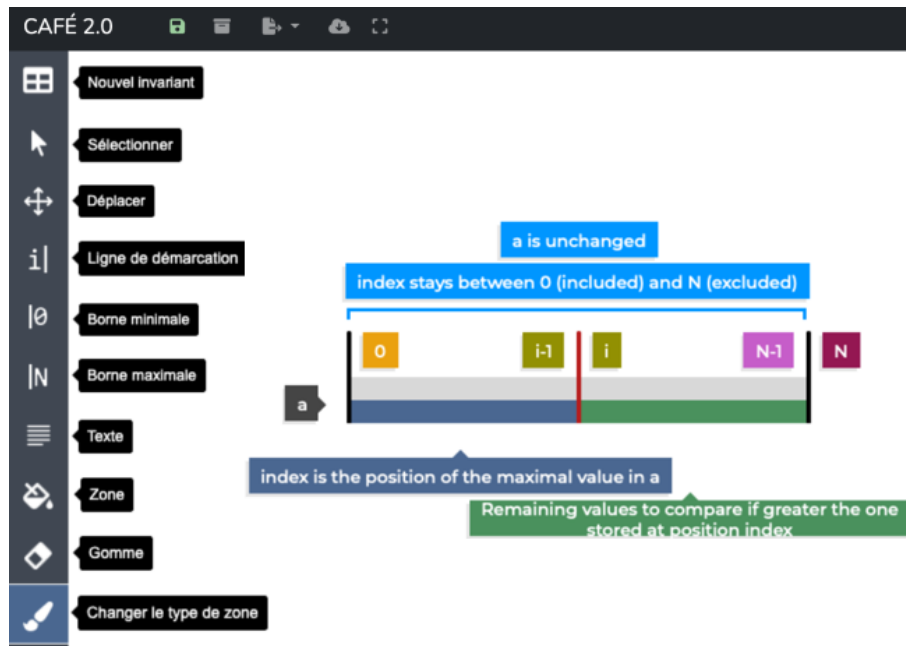 CAFÉ 2.0
Nouvel invariant
Sélectionner
Déplacer
i| Ligne de démarcation
|0 Borne minimale
|N Borne maximale
Texte
Zone
Gomme
Changer le type de zone
a is unchanged
index stays between 0 (included) and N (excluded)
0 i-1 i N-1 N
a
index is the position of the maximal value in a
Remaining values to compare if greater the one
stored at position index